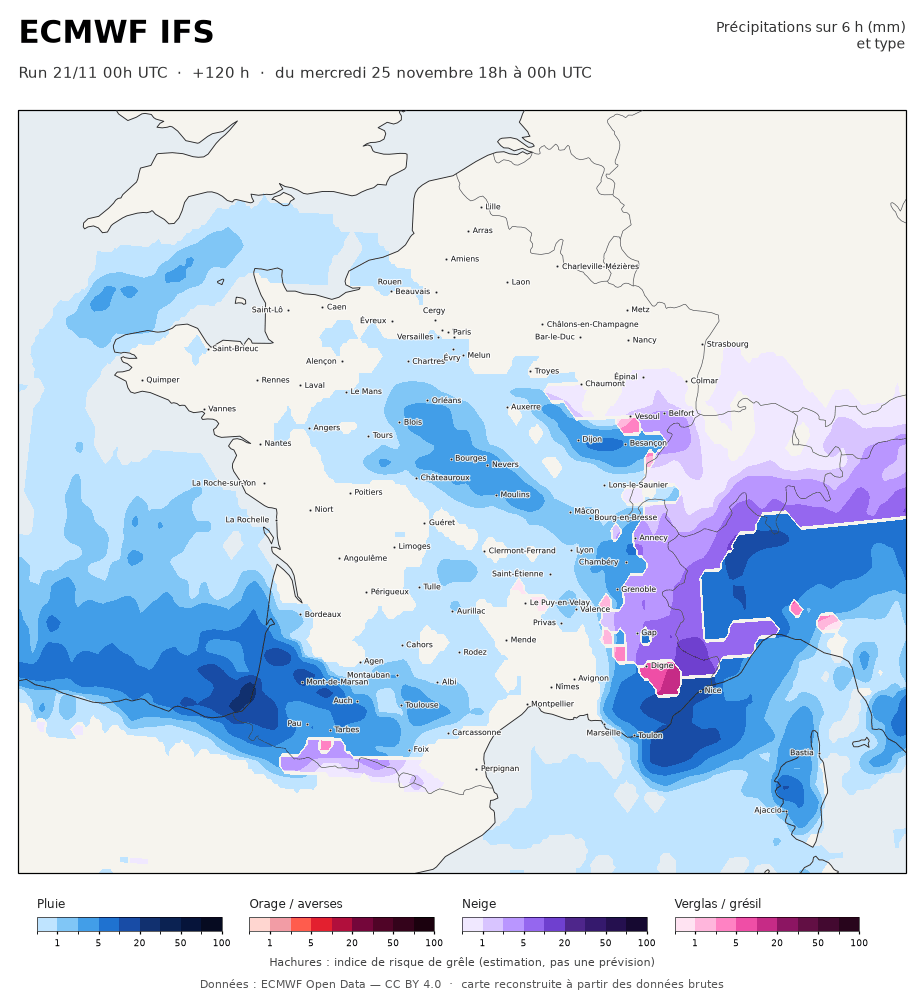 ECMWF IFS
Précipitations sur 6 h (mm)
et type
Run 21/11 00h UTC · +120 h · du mercredi 25 novembre 18h à 00h UTC
Lille
Arras
Amiens
Charleville-Mézières
Rouen
Laon
Beauvais
Saint-Lô
Caen
Cergy
Metz
Évreux
Châlons-en-Champagne
Versailles
Paris
Bar-le-Duc
Nancy
Strasbourg
Saint-Brieuc
Alençon
Chartres
Évry
Melun
Troyes
Quimper
Rennes
Laval
Épinal
Colmar
Chaumont
Le Mans
Orléans
Vannes
Auxerre
Vesoul
Belfort
Blois
Angers
Tours
Nantes
Dijon
Besançon
Bourges
Nevers
Châteauroux
La Roche-sur-Yon
Lons-le-Saunier
Poitiers
Moulins
Niort
Mâcon
Bourg-en-Bresse
La Rochelle
Guéret
Annecy
Limoges
Clermont-Ferrand
Lyon
Angoulême
Chambéry
Saint-Étienne
Tulle
Périgueux
Grenoble
Le Puy-en-Velay
Valence
Bordeaux
Aurillac
Privas
Gap
Mende
Cahors
Rodez
Agen
Digne
Montauban
Mont-de-Marsan
Albi
Avignon
Nîmes
Nice
Auch
Toulouse
Montpellier
Pau
Tarbes
Carcassonne
Marseille
Toulon
Foix
Bastia
Perpignan
Ajaccio
Pluie
Orage / averses
Neige
Verglas / grésil
1 5 20 50 100
1 5 20 50 100
1 5 20 50 100
1 5 20 50 100
Hachures : indice de risque de grêle (estimation, pas une prévision)
Données : ECMWF Open Data — CC BY 4.0 · carte reconstruite à partir des données brutes